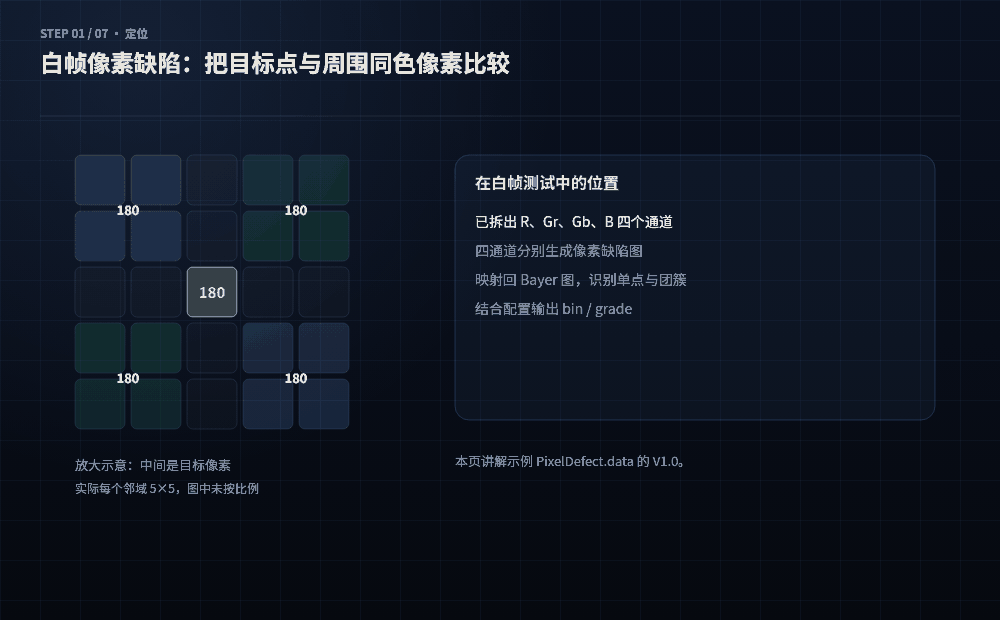 STEP 01 / 07 · 定位
白帧像素缺陷：把目标点与周围同色像素比较
180
180
180
180
180
放大示意：中间是目标像素
实际每个邻域 5×5，图中未按比例
在白帧测试中的位置
已拆出 R、Gr、Gb、B 四个通道
四通道分别生成像素缺陷图
映射回 Bayer 图，识别单点与团簇
结合配置输出 bin / grade
本页讲解示例 PixelDefect.data 的 V1.0。